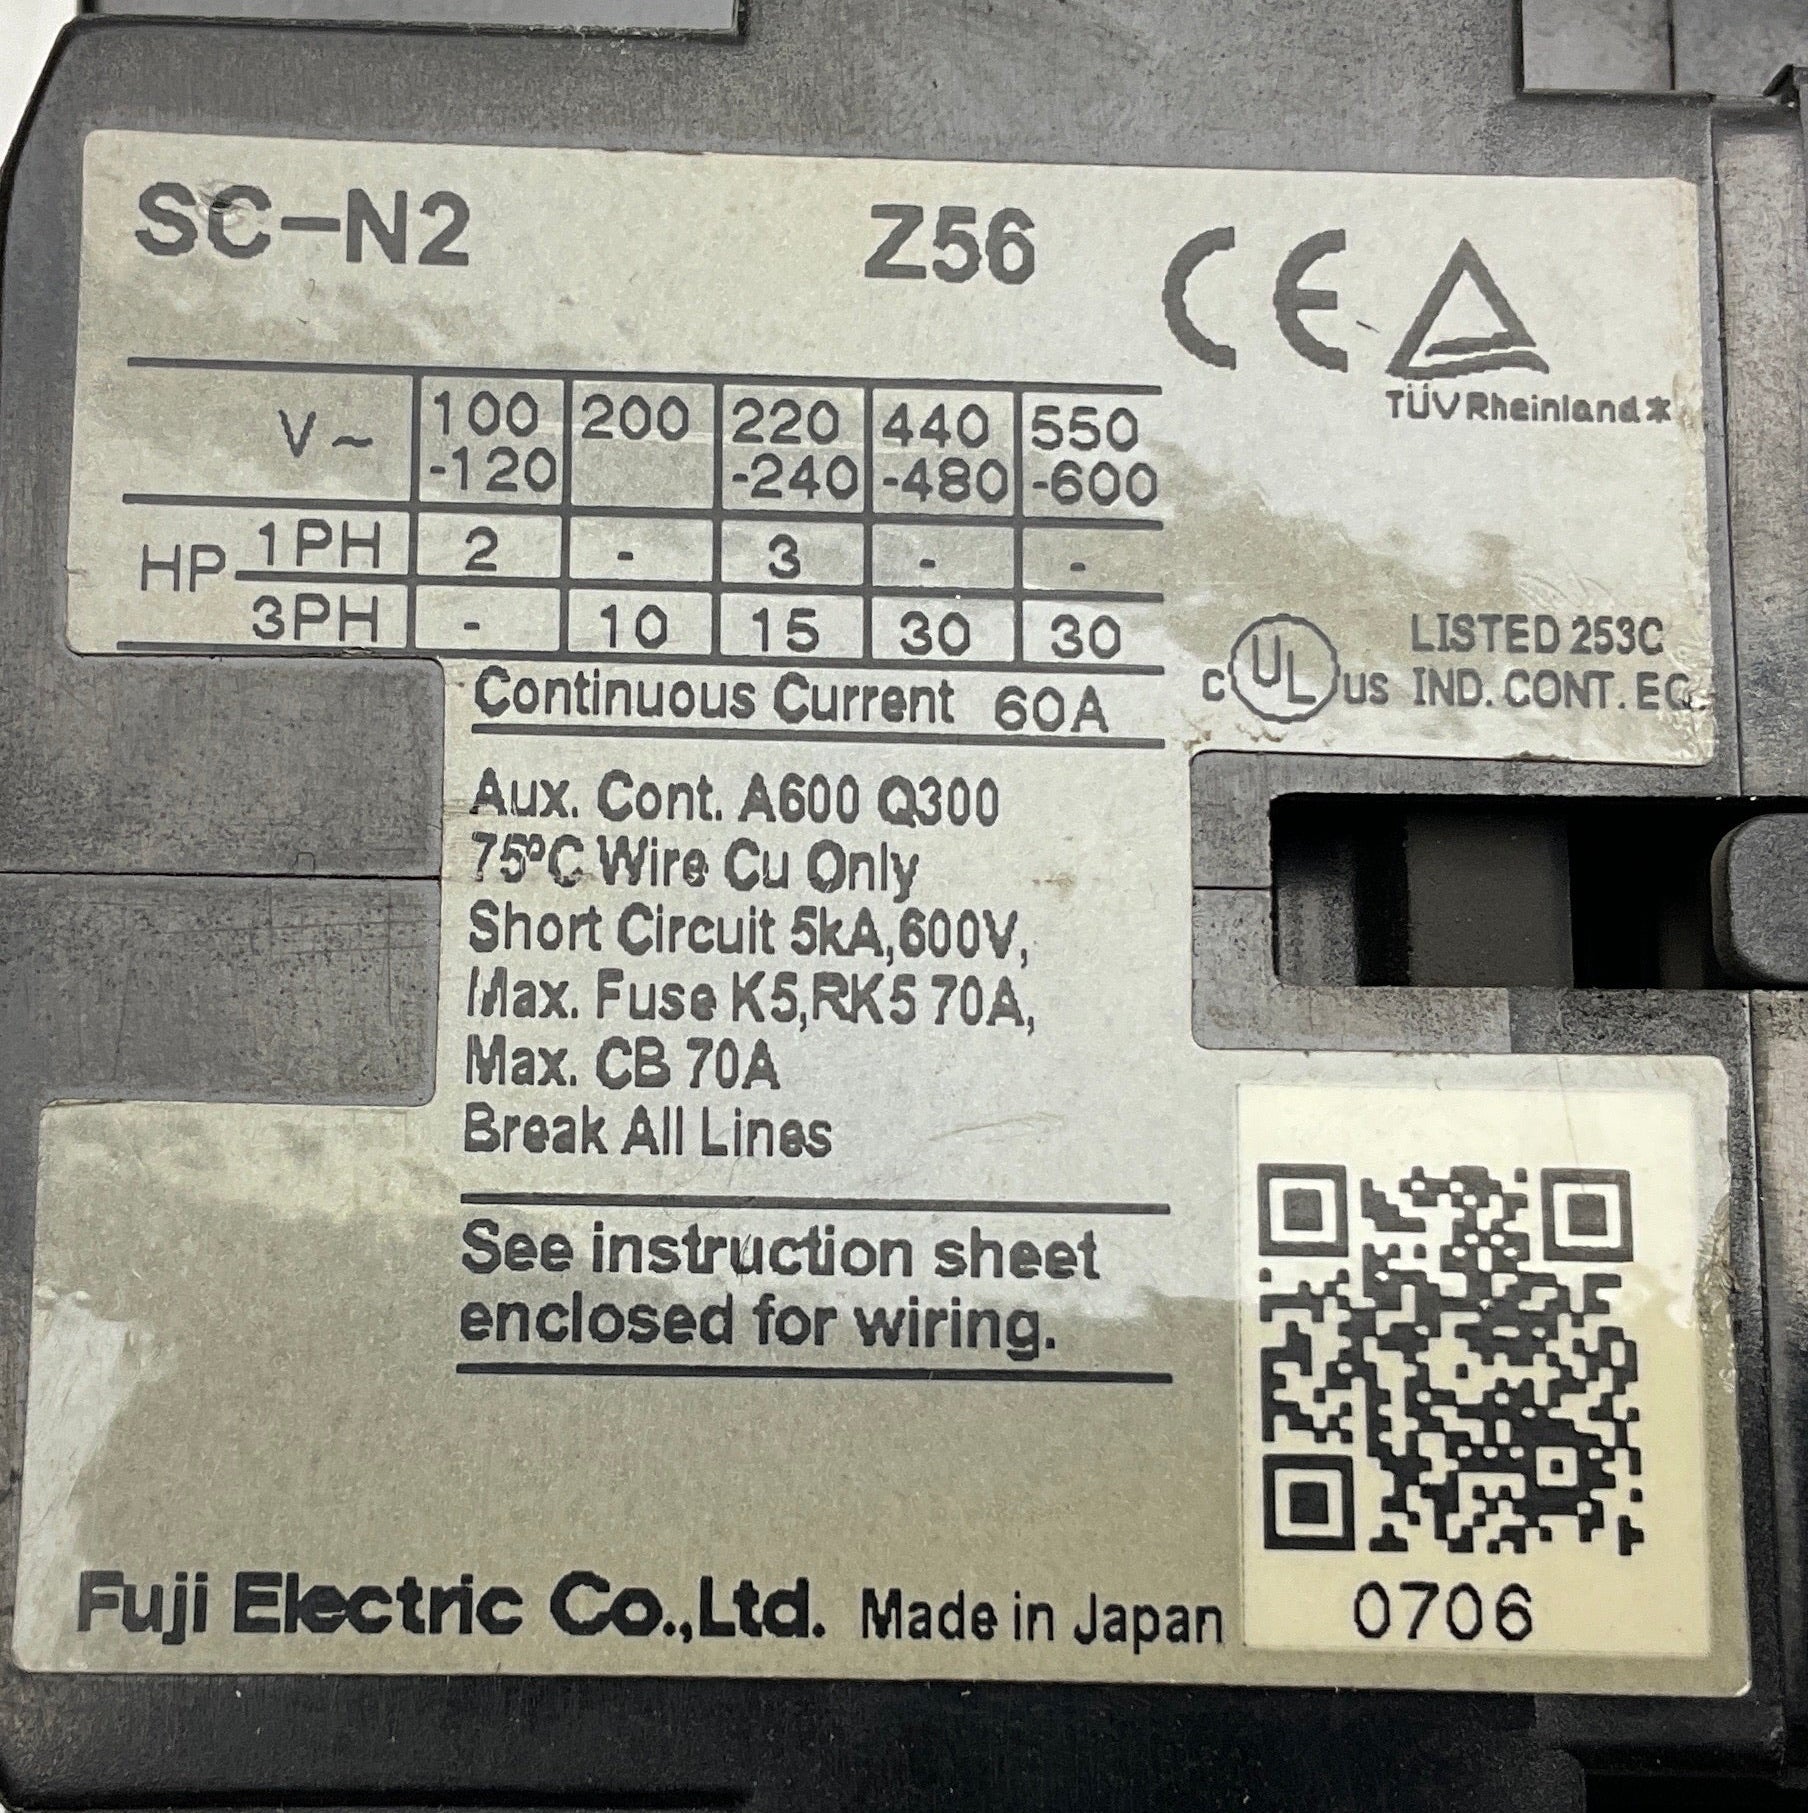 SC-N2 Z56 CE
TÜVRheinland
V~ 100-120 200 220-240 440-480 550-600
HP 1PH 2 - 3 - -
3PH - 10 15 30 30
Continuous Current 60A
c UL us LISTED 253C
IND. CONT. EQ.
Aux. Cont. A600 Q300
75ºC Wire Cu Only
Short Circuit 5kA,600V,
Max. Fuse K5,RK5 70A,
Max. CB 70A
Break All Lines
See instruction sheet
enclosed for wiring.
Fuji Electric Co.,Ltd. Made in Japan
0706